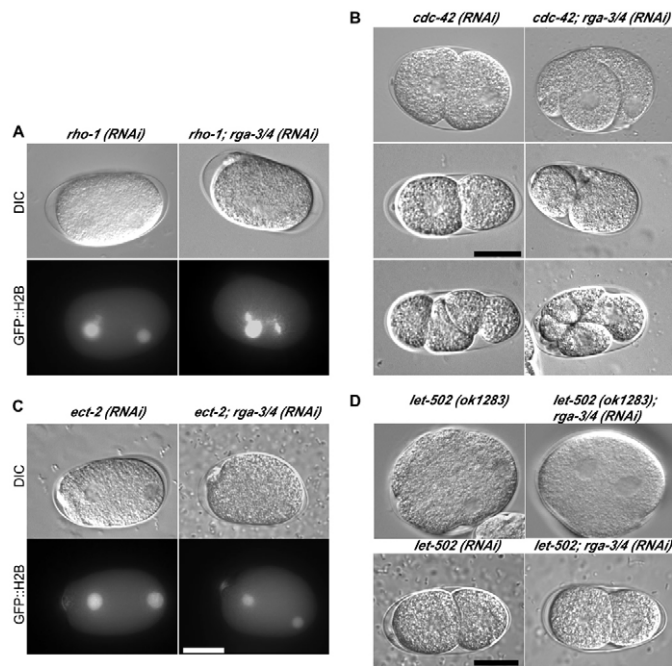 A
rho-1 (RNAi) rho-1; rga-3/4 (RNAi)
DIC
GFP::H2B
B
cdc-42 (RNAi) cdc-42; rga-3/4 (RNAi)
C
ect-2 (RNAi) ect-2; rga-3/4 (RNAi)
DIC
GFP::H2B
D
let-502 (ok1283) let-502 (ok1283);
rga-3/4 (RNAi)
let-502 (RNAi) let-502; rga-3/4 (RNAi)